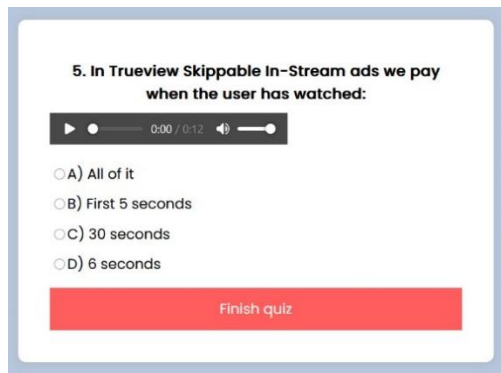 5. In Trueview Skippable In-Stream ads we pay
when the user has watched:
0:00 / 0:12
A) All of it
B) First 5 seconds
C) 30 seconds
D) 6 seconds
Finish quiz